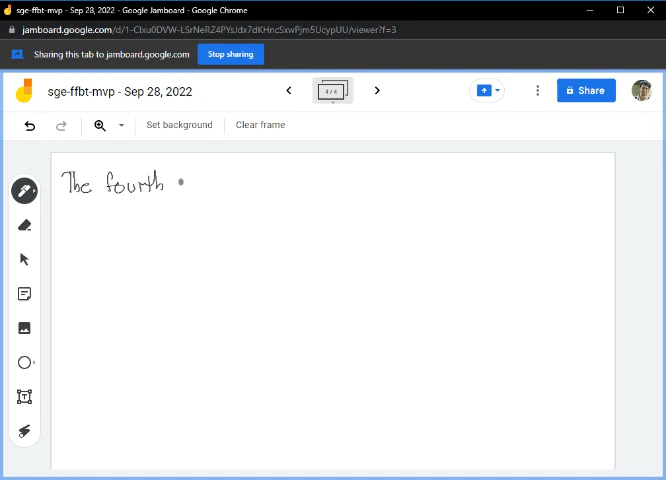 sge-ffbt-mvp - Sep 28, 2022 - Google Jamboard - Google Chrome
jamboard.google.com/d/1-CIxu0DVW-LSrNeRZ4PYsJdx7dKHncSxwPjm5UcypUU/viewer?f=3
Sharing this tab to jamboard.google.com Stop sharing
sge-ffbt-mvp - Sep 28, 2022 4/4 Share
Set background Clear frame
The fourth
T